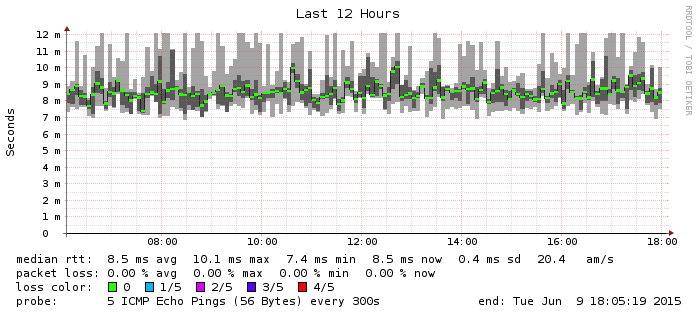 Last 12 Hours
RRDTOOL / TOBI OETIKER
Seconds
12 m
11 m
10 m
9 m
8 m
7 m
6 m
5 m
4 m
3 m
2 m
1 m
0
08:00 10:00 12:00 14:00 16:00 18:00
median rtt: 8.5 ms avg 10.1 ms max 7.4 ms min 8.5 ms now 0.4 ms sd 20.4 am/s
packet loss: 0.00 % avg 0.00 % max 0.00 % min 0.00 % now
loss color: 0 1/5 2/5 3/5 4/5
probe: 5 ICMP Echo Pings (56 Bytes) every 300s end: Tue Jun 9 18:05:19 2015